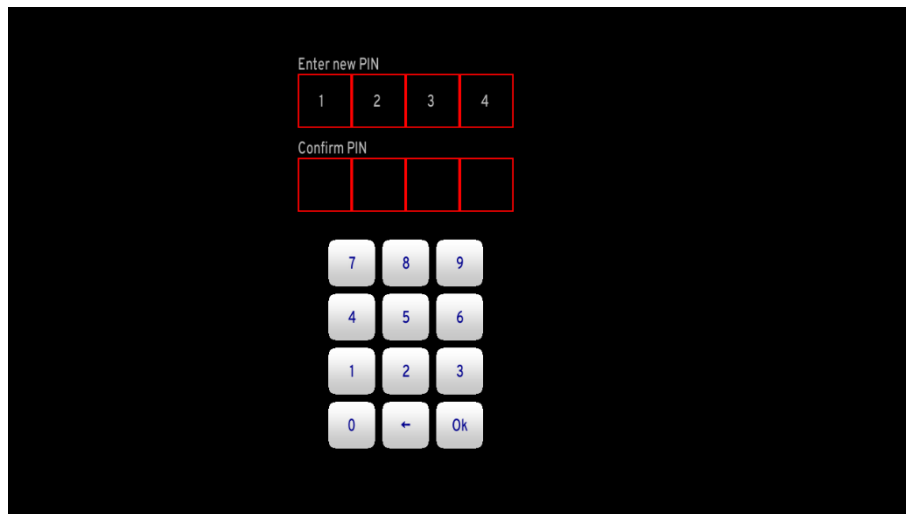 Enter new PIN
1 2 3 4
Confirm PIN
7 8 9
4 5 6
1 2 3
0 ← Ok